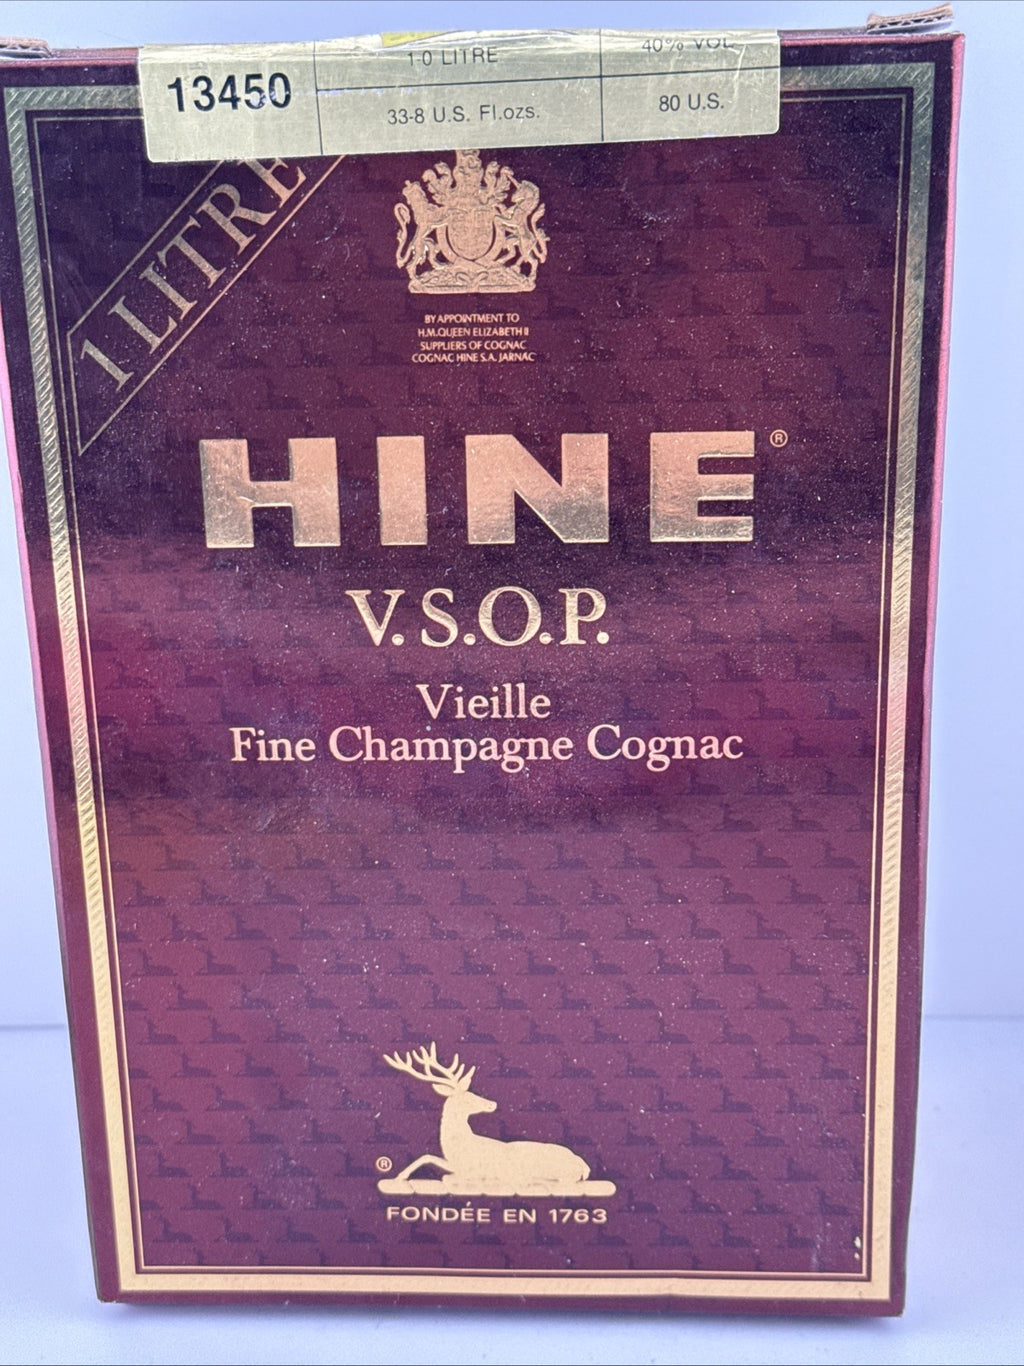 13450
1·0 LITRE
40% VOL
33·8 U.S. Fl.ozs.
80 U.S.
1 LITRE
BY APPOINTMENT TO
H.M.QUEEN ELIZABETH II
SUPPLIERS OF COGNAC
COGNAC HINE S.A. JARNAC
HINE®
V.S.O.P.
Vieille
Fine Champagne Cognac
®
FONDÉE EN 1763